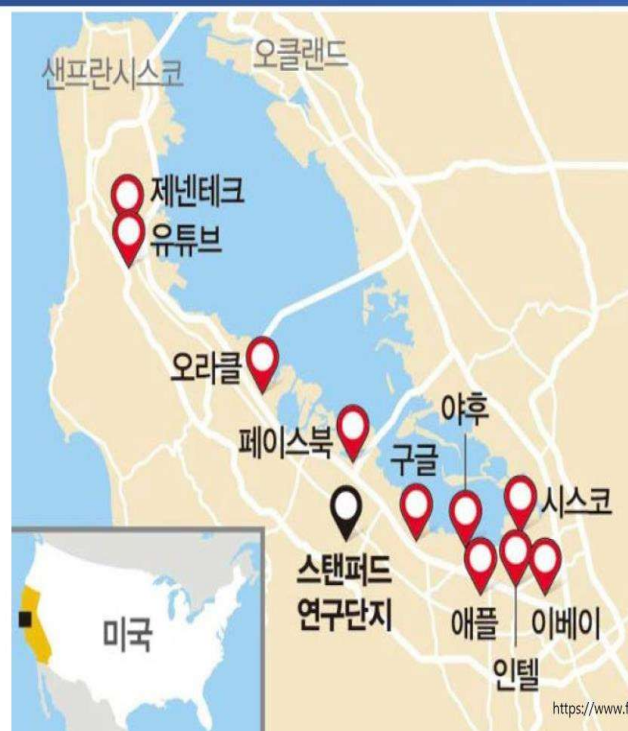 샌프란시스코
오클랜드
제넨테크
유튜브
오라클
페이스북
야후
구글
시스코
스탠퍼드
연구단지
애플
이베이
인텔
미국
https://www.f